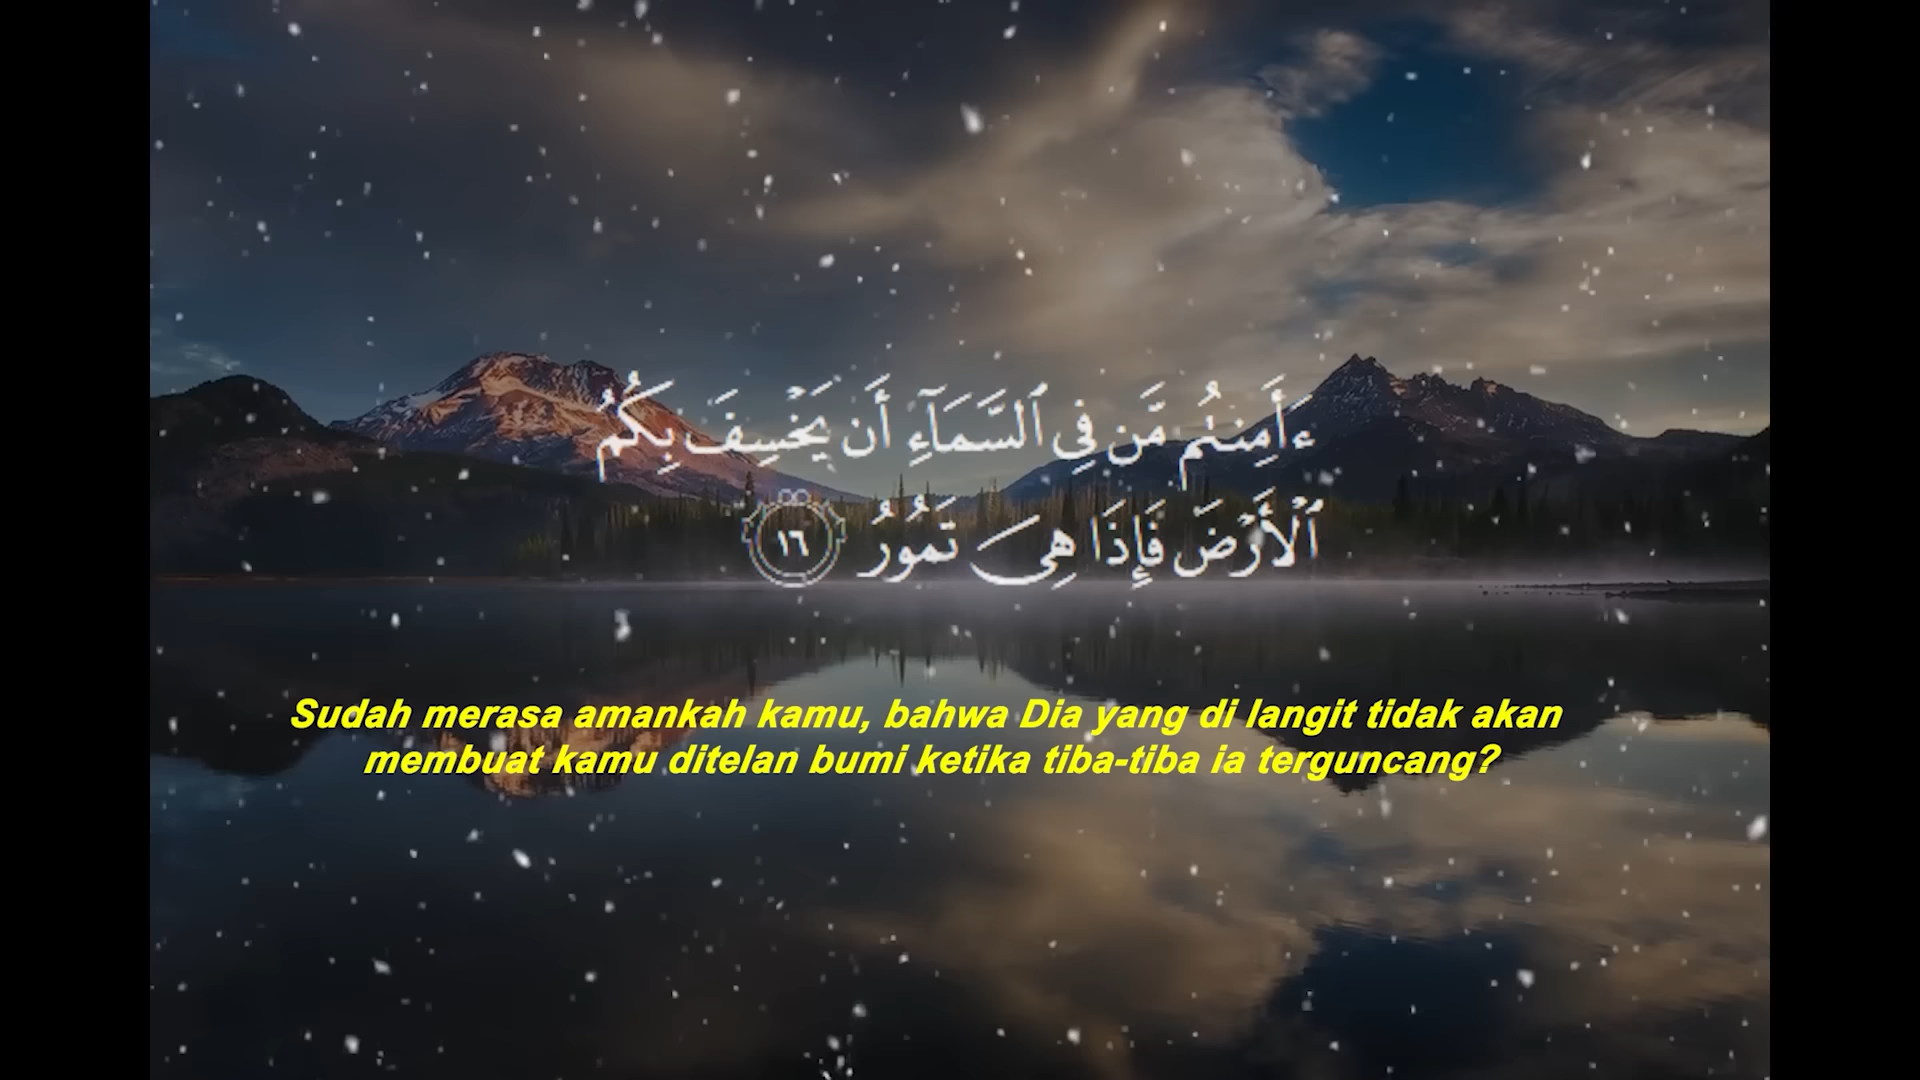 ءَأَمِنتُم مَّن فِي ٱلسَّمَآءِ أَن يَخۡسِفَ بِكُمُ
ٱلۡأَرۡضَ فَإِذَا هِيَ تَمُورُ ١٦
Sudah merasa amankah kamu, bahwa Dia yang di langit tidak akan
membuat kamu ditelan bumi ketika tiba-tiba ia terguncang?